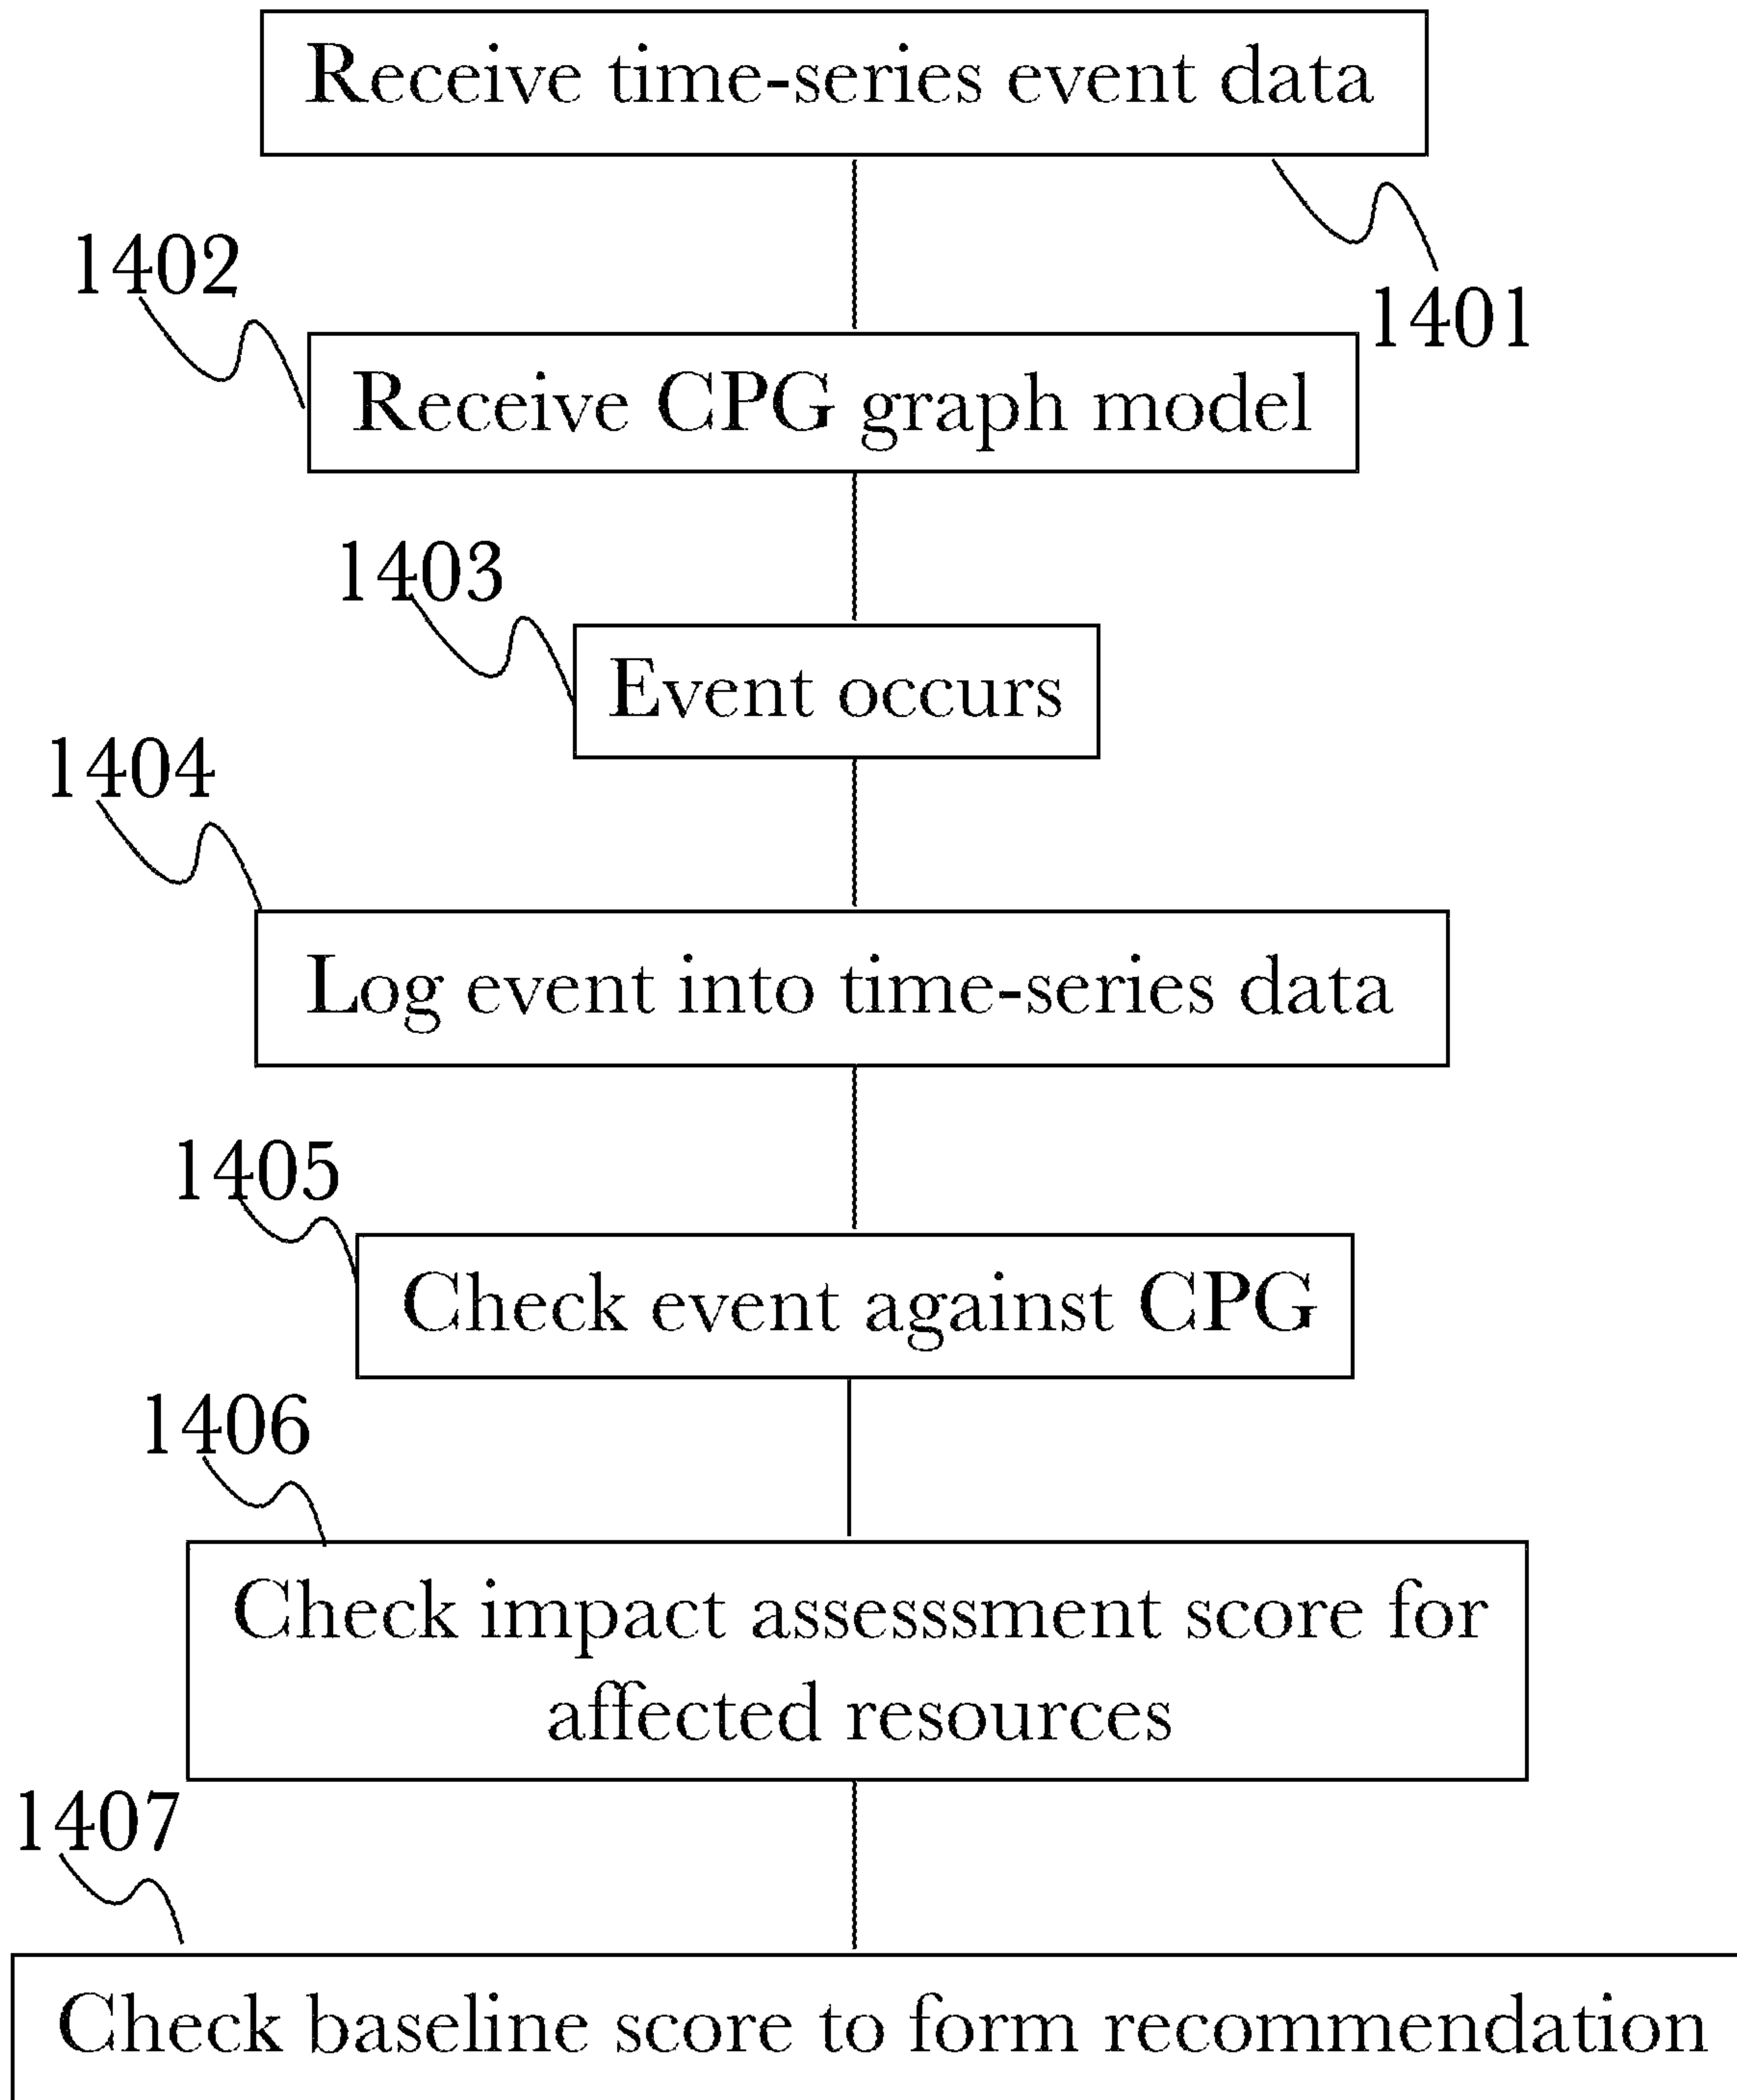 Receive time-series event data
1401
1402
Receive CPG graph model
1403
Event occurs
1404
Log event into time-series data
1405
Check event against CPG
1406
Check impact assesssment score for
affected resources
1407
Check baseline score to form recommendation